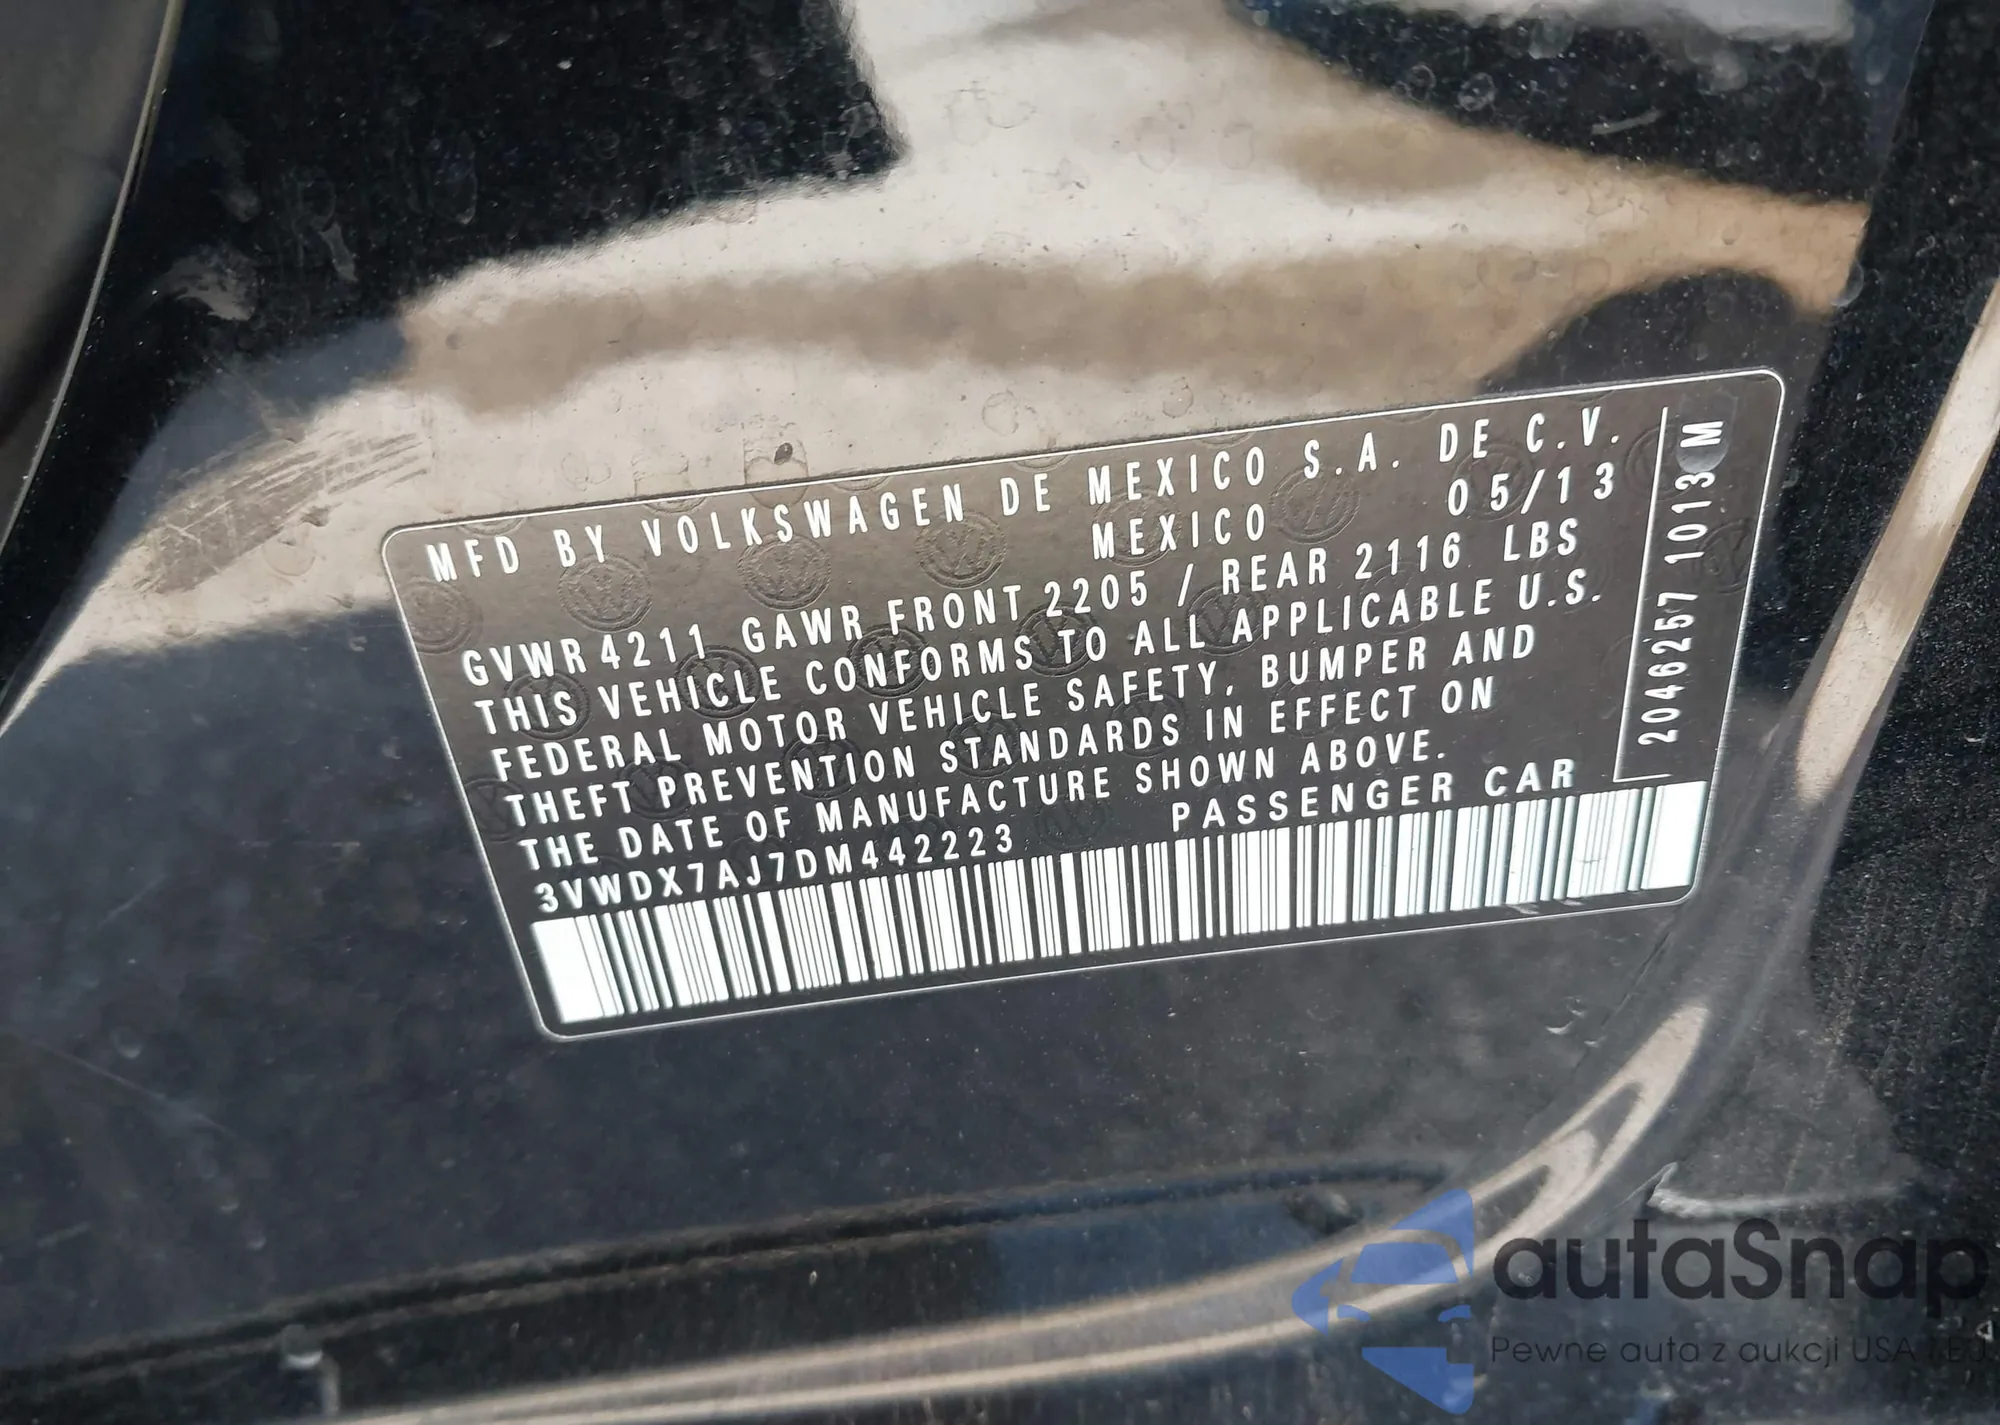 MFD BY VOLKSWAGEN DE MEXICO S.A. DE C.V.
MEXICO 05/13
GVWR 4211 GAWR FRONT 2205 / REAR 2116 LBS
THIS VEHICLE CONFORMS TO ALL APPLICABLE U.S.
FEDERAL MOTOR VEHICLE SAFETY, BUMPER AND
THEFT PREVENTION STANDARDS IN EFFECT ON
THE DATE OF MANUFACTURE SHOWN ABOVE.
3VWDX7AJ7DM442223 PASSENGER CAR
2046257 1013 M
autaSnap
Pewne auta z aukcji USA i EU